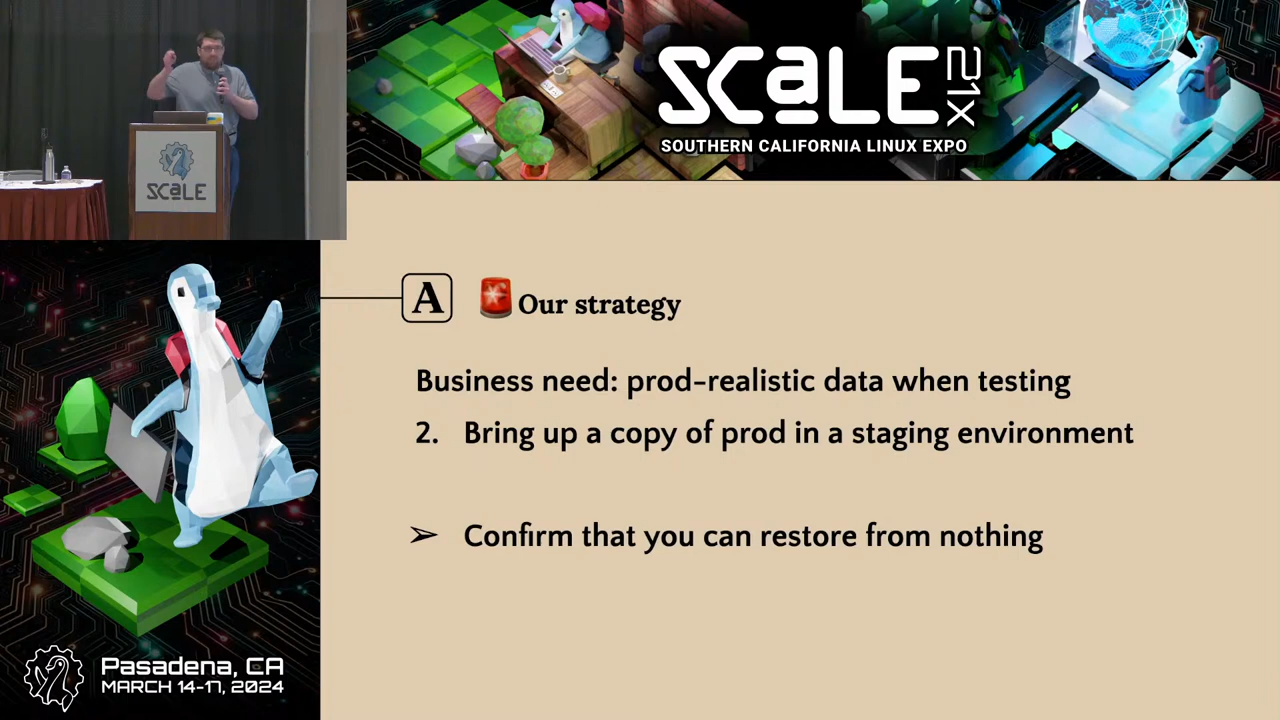 SCALE
SCALE 21X
SOUTHERN CALIFORNIA LINUX EXPO
A 🚨 Our strategy
Business need: prod-realistic data when testing
2. Bring up a copy of prod in a staging environment
➢ Confirm that you can restore from nothing
Pasadena, CA
MARCH 14-17, 2024